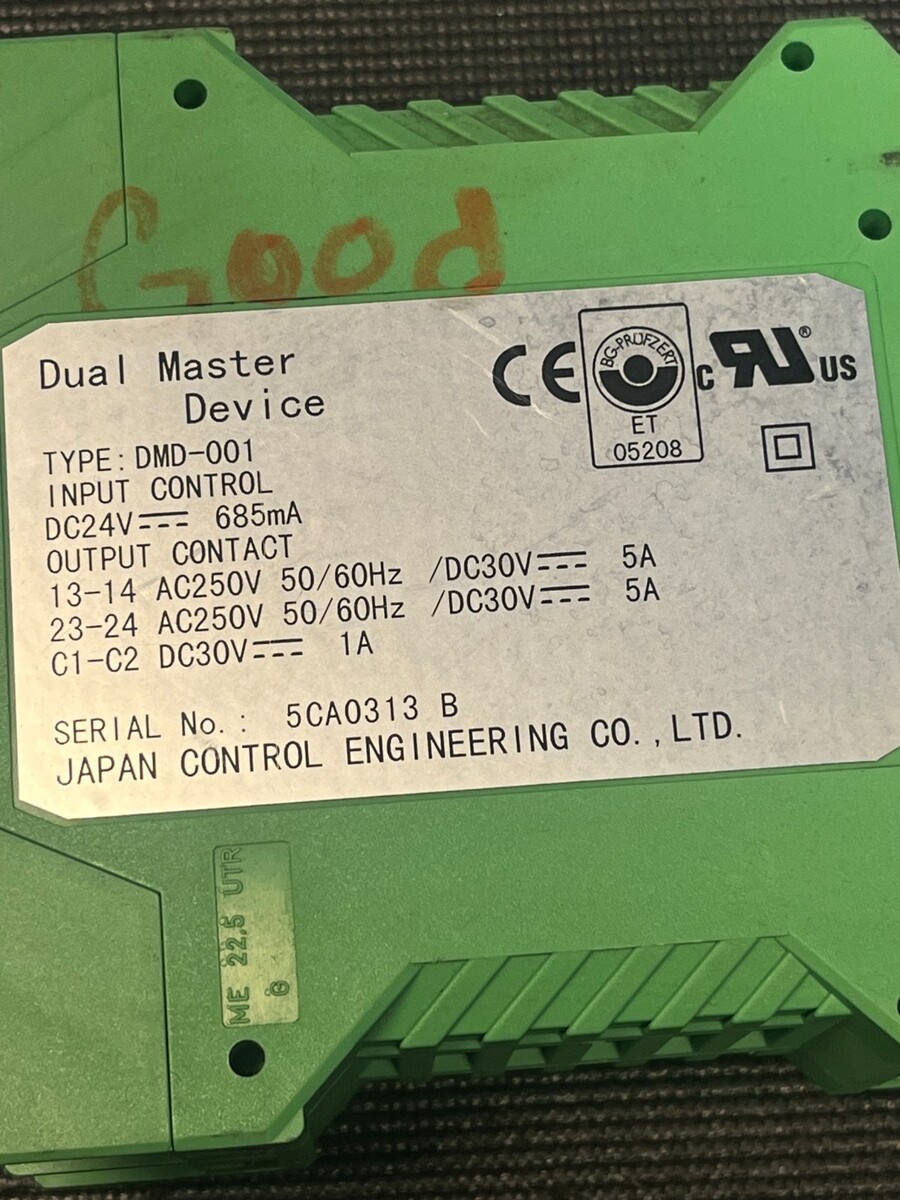 Good
Dual Master
Device
TYPE: DMD-001
INPUT CONTROL
DC24V⎓ 685mA
OUTPUT CONTACT
13-14 AC250V 50/60Hz /DC30V⎓ 5A
23-24 AC250V 50/60Hz /DC30V⎓ 5A
C1-C2 DC30V⎓ 1A
SERIAL No.: 5CA0313 B
JAPAN CONTROL ENGINEERING CO.,LTD.
CE
BG-PRÜFZERT
ET
05208
c RU® US
ME 22,5 UTR
G